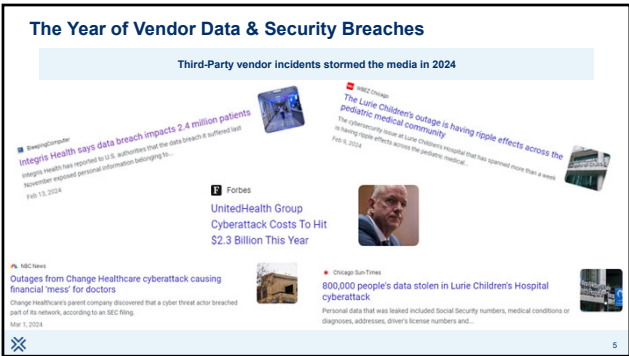 The Year of Vendor Data & Security Breaches
Third-Party vendor incidents stormed the media in 2024
BleepingComputer
Integris Health says data breach impacts 2.4 million patients
Integris Health has reported to U.S. authorities that the data breach it suffered last
November exposed personal information belonging to...
Feb 13, 2024
WBEZ Chicago
The Lurie Children's outage is having ripple effects across the
pediatric medical community
The cybersecurity issue at Lurie Children's Hospital that has spanned more than a week
is having ripple effects across the pediatric medical...
Feb 9, 2024
F Forbes
UnitedHealth Group
Cyberattack Costs To Hit
$2.3 Billion This Year
NBC News
Outages from Change Healthcare cyberattack causing
financial 'mess' for doctors
Change Healthcare's parent company discovered that a cyber threat actor breached
part of its network, according to an SEC filing.
Mar 1, 2024
Chicago Sun-Times
800,000 people's data stolen in Lurie Children's Hospital
cyberattack
Personal data that was leaked included Social Security numbers, medical conditions or
diagnoses, addresses, driver's license numbers and...
5